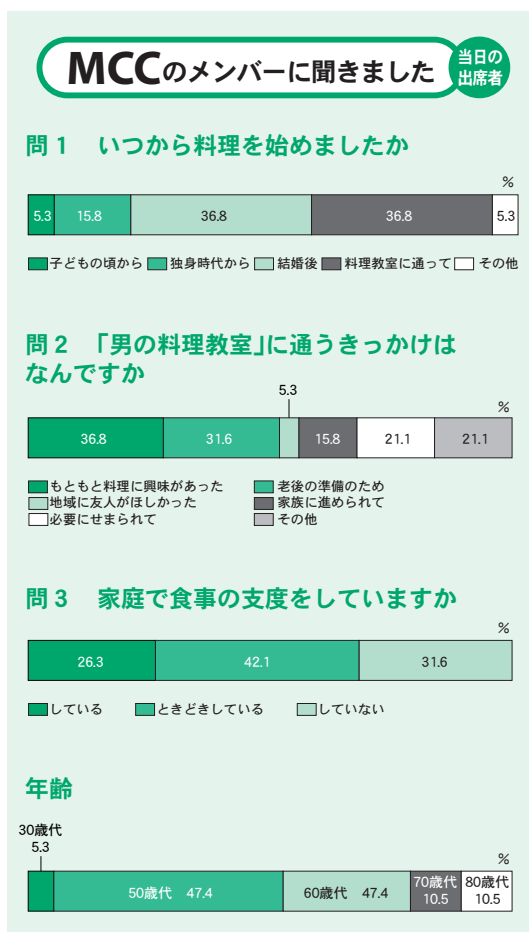 MCCのメンバーに聞きました
当日の
出席者
問1 いつから料理を始めましたか
%
5.3 15.8 36.8 36.8 5.3
子どもの頃から 独身時代から 結婚後 料理教室に通って その他
問2 「男の料理教室」に通うきっかけは
なんですか
5.3
%
36.8 31.6 15.8 21.1 21.1
もともと料理に興味があった 老後の準備のため
地域に友人がほしかった 家族に進められて
必要にせまられて その他
問3 家庭で食事の支度をしていますか
%
26.3 42.1 31.6
している ときどきしている していない
年齢
30歳代
5.3
%
50歳代 47.4 60歳代 47.4 70歳代 80歳代
10.5 10.5